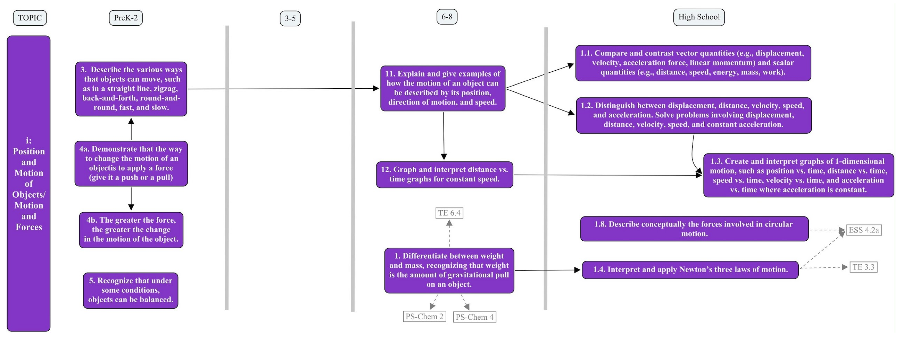 TOPIC
PreK-2
3-5
6-8
High School
1;
Position
and
Motion
of
Objects/
Motion
and
Forces
3. Describe the various ways
that objects can move, such
as in a straight line, zigzag,
back-and-forth, round-and-
round, fast, and slow.
4a. Demonstrate that the way
to change the motion of an
objectis to apply a force
(give it a push or a pull)
4b. The greater the force,
the greater the change
in the motion of the object.
5. Recognize that under
some conditions,
objects can be balanced.
11. Explain and give examples of
how the motion of an object can
be described by its position,
direction of motion, and speed.
12. Graph and interpret distance vs.
time graphs for constant speed.
TE 6.4
1. Differentiate between weight
and mass, recognizing that weight
is the amount of gravitational pull
on an object.
PS-Chem 2
PS-Chem 4
1.1. Compare and contrast vector quantities (e.g., displacement,
velocity, acceleration force, linear momentum) and scalar
quantities (e.g., distance, speed, energy, mass, work).
1.2. Distinguish between displacement, distance, velocity, speed,
and acceleration. Solve problems involving displacement,
distance, velocity, speed, and constant acceleration.
1.3. Create and interpret graphs of 1-dimensional
motion, such as position vs. time, distance vs. time,
speed vs. time, velocity vs. time, and acceleration
vs. time where acceleration is constant.
1.8. Describe conceptually the forces involved in circular
motion.
ESS 4.2a
1.4. Interpret and apply Newton's three laws of motion.
TE 3.3